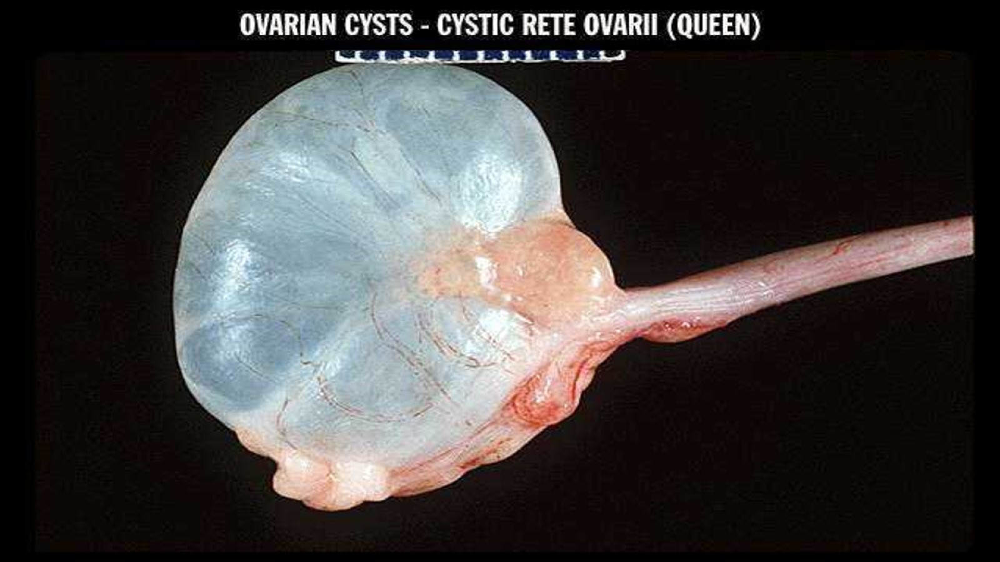 OVARIAN CYSTS - CYSTIC RETE OVARII (QUEEN)